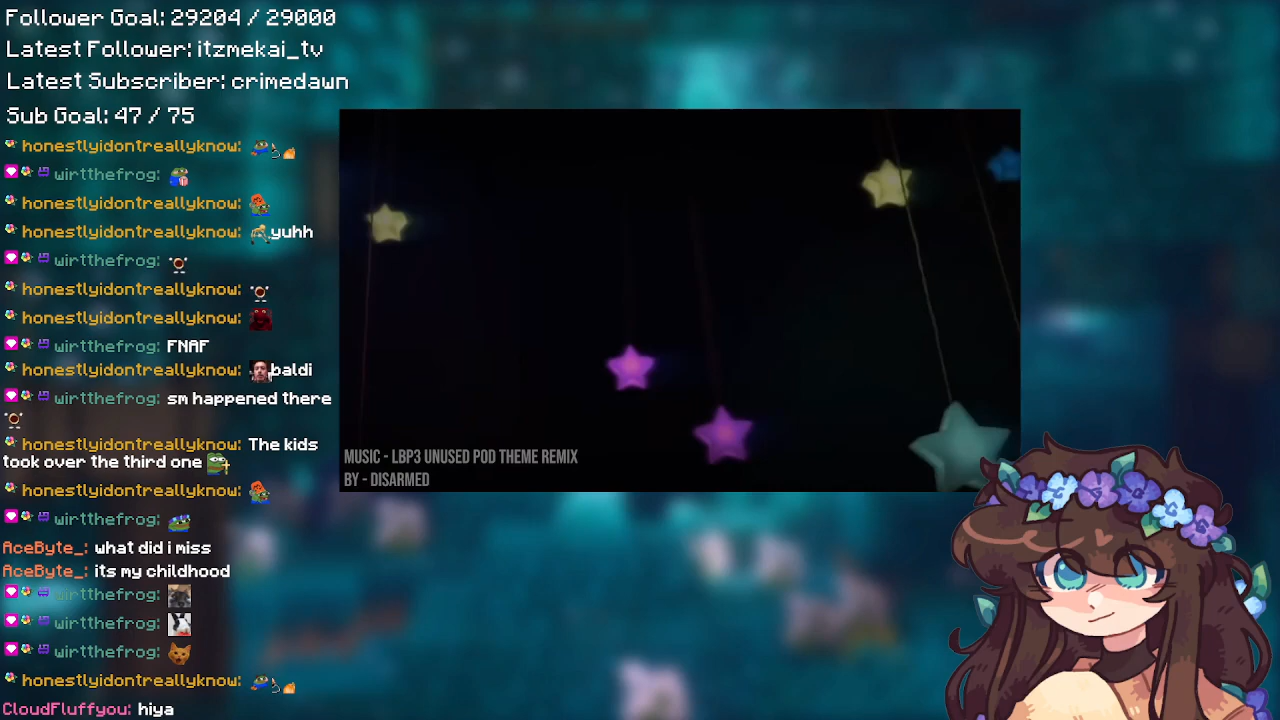 Follower Goal: 29204 / 29000
Latest Follower: itzmekai_tv
Latest Subscriber: crimedawn
Sub Goal: 47 / 75
honestlyidontreallyknow:
wirtthefrog:
honestlyidontreallyknow:
honestlyidontreallyknow: yuhh
wirtthefrog:
honestlyidontreallyknow:
honestlyidontreallyknow:
wirtthefrog: FNAF
honestlyidontreallyknow: baldi
wirtthefrog: sm happened there
honestlyidontreallyknow: The kids
took over the third one
honestlyidontreallyknow:
wirtthefrog:
AceByte_: what did i miss
AceByte_: its my childhood
wirtthefrog:
wirtthefrog:
wirtthefrog:
honestlyidontreallyknow:
CloudFluffyou: hiya
MUSIC - LBP3 UNUSED POD THEME REMIX
BY - DISARMED